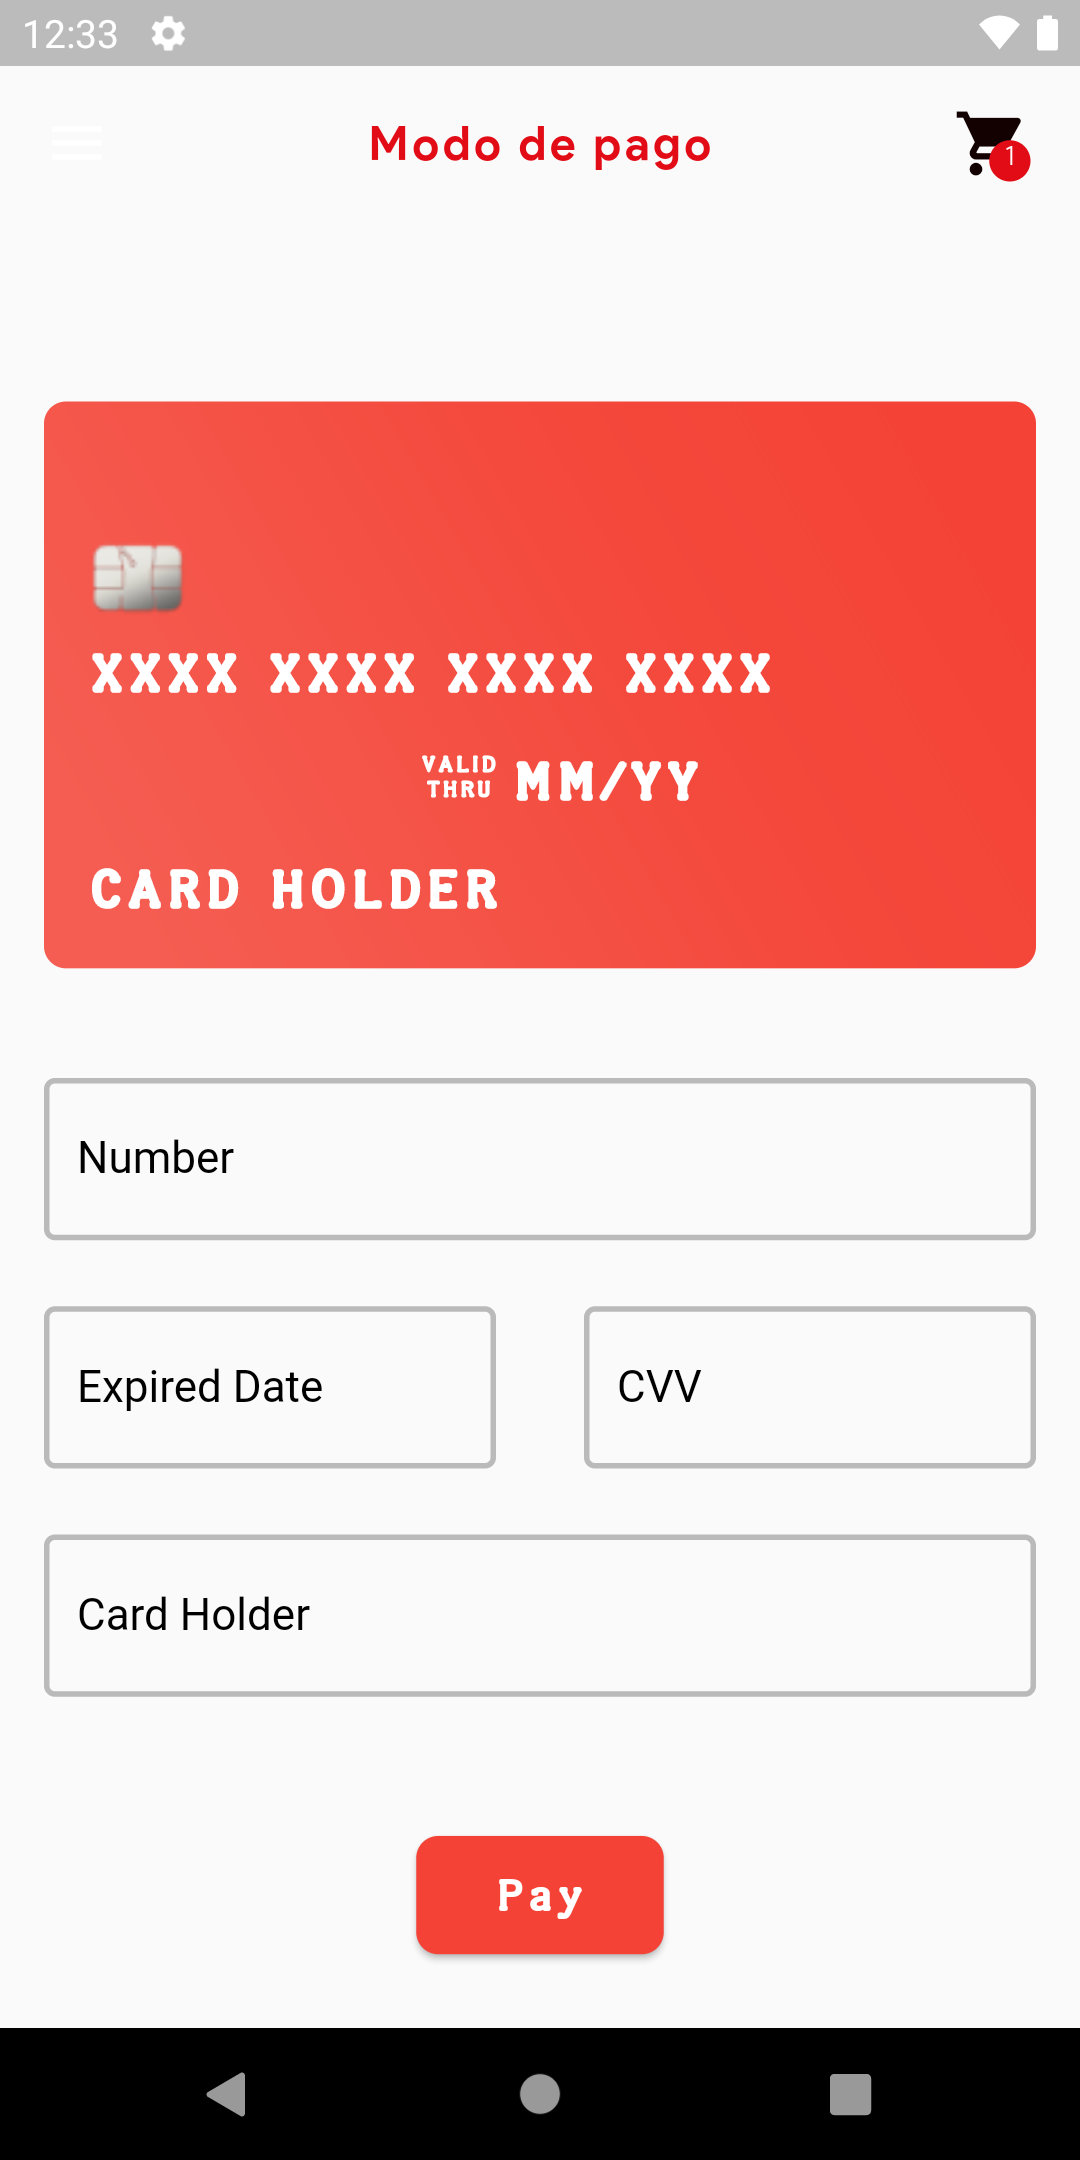 12:33
Modo de pago
1
XXXX XXXX XXXX XXXX
VALID
THRU
MM/YY
CARD HOLDER
Number
Expired Date
CVV
Card Holder
Pay